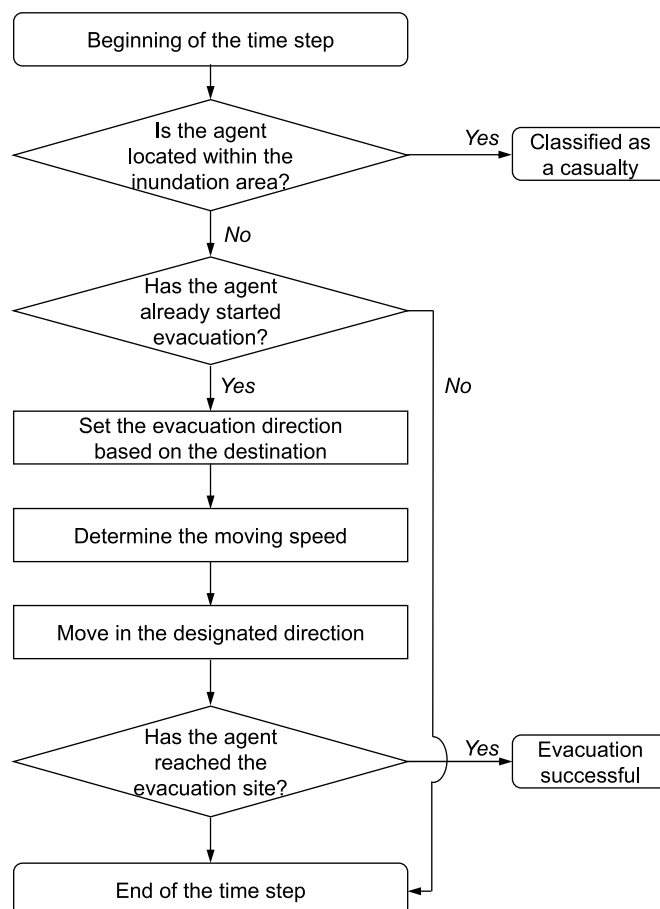 Beginning of the time step
Is the agent
located within the
inundation area?
Yes
Classified as
a casualty
No
Has the agent
already started
evacuation?
Yes
No
Set the evacuation direction
based on the destination
Determine the moving speed
Move in the designated direction
Has the agent
reached the
evacuation site?
Yes
Evacuation
successful
End of the time step